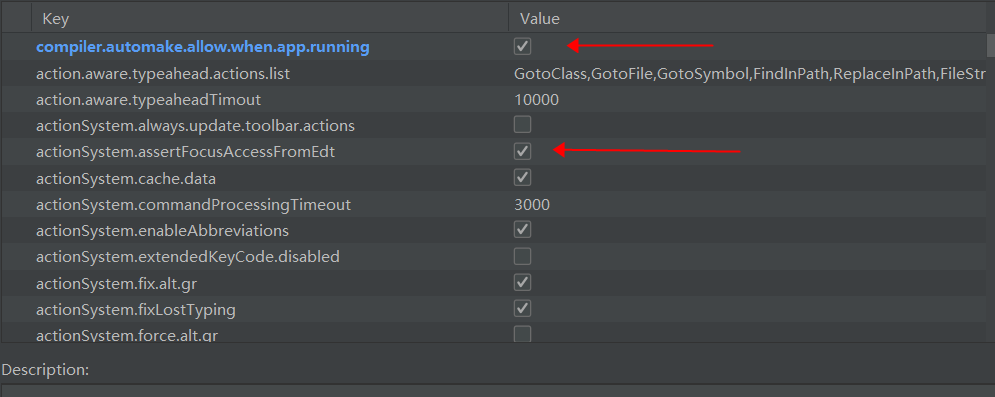 Key Value
compiler.automake.allow.when.app.running
action.aware.typeahead.actions.list GotoClass,GotoFile,GotoSymbol,FindInPath,ReplaceInPath,FileStr
action.aware.typeaheadTimout 10000
actionSystem.always.update.toolbar.actions
actionSystem.assertFocusAccessFromEdt
actionSystem.cache.data
actionSystem.commandProcessingTimeout 3000
actionSystem.enableAbbreviations
actionSystem.extendedKeyCode.disabled
actionSystem.fix.alt.gr
actionSystem.fixLostTyping
actionSystem.force.alt.gr
Description: